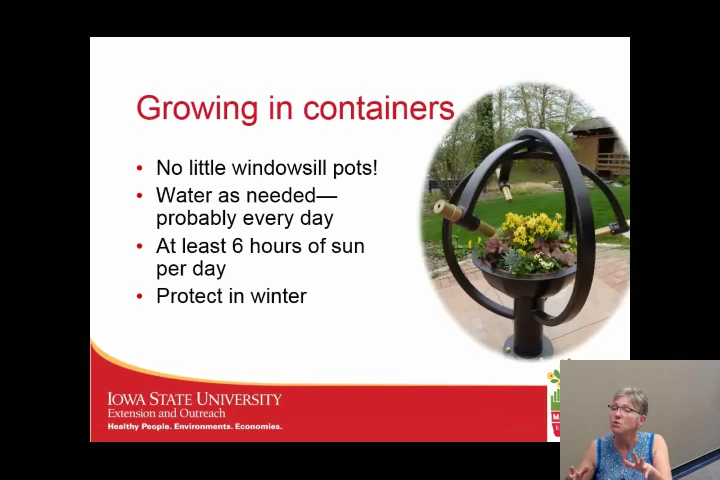 Growing in containers
• No little windowsill pots!
• Water as needed—
probably every day
• At least 6 hours of sun
per day
• Protect in winter
IOWA STATE UNIVERSITY
Extension and Outreach
Healthy People. Environments. Economies.